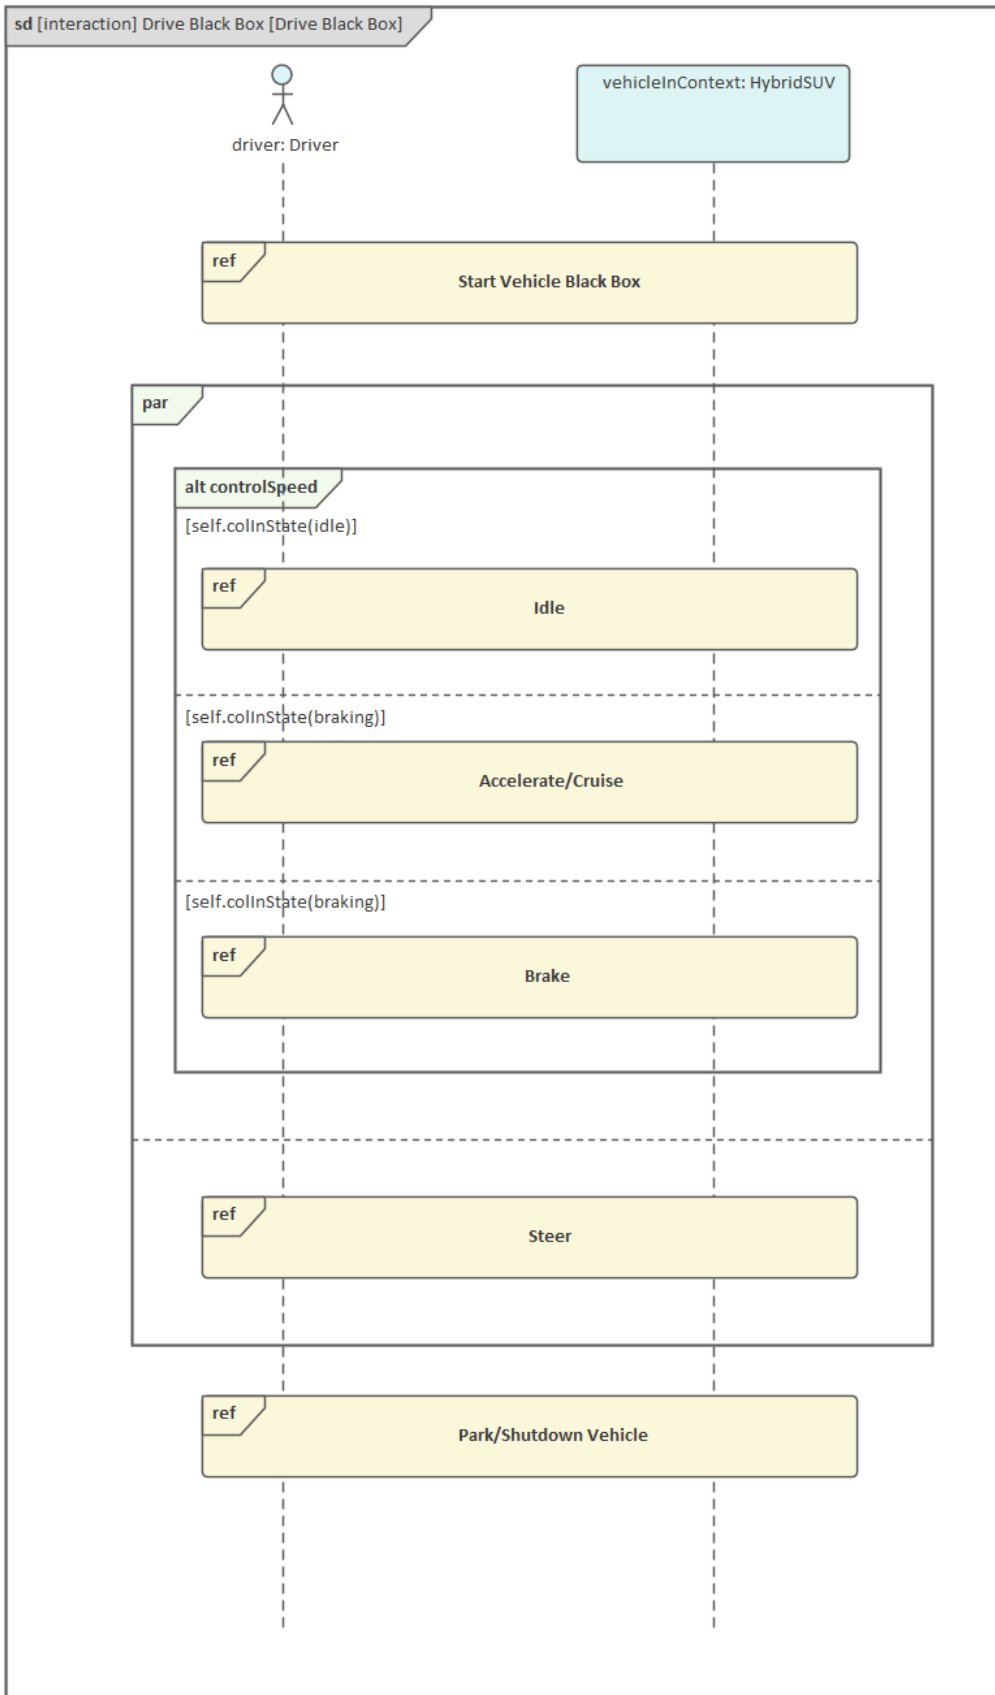 sd [interaction] Drive Black Box [Drive Black Box]
driver: Driver
vehicleInContext: HybridSUV
ref
Start Vehicle Black Box
par
alt controlSpeed
[self.colInState(idle)]
ref
Idle
[self.colInState(braking)]
ref
Accelerate/Cruise
[self.colInState(braking)]
ref
Brake
ref
Steer
ref
Park/Shutdown Vehicle